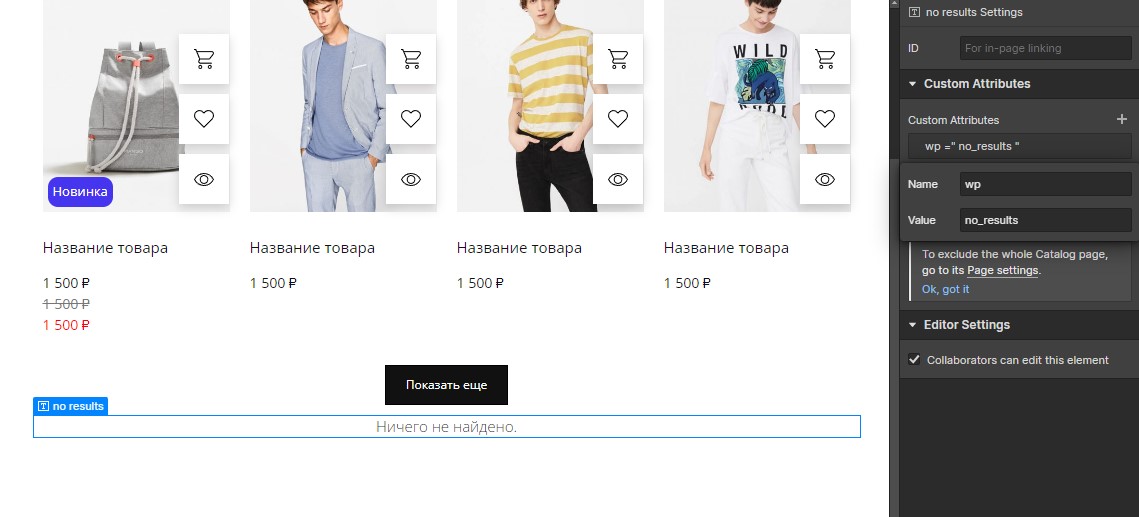 WILD
Новинка
Название товара
1 500 ₽
1 500 ₽
1 500 ₽
Название товара
1 500 ₽
Название товара
1 500 ₽
Название товара
1 500 ₽
Показать еще
no results
Ничего не найдено.
no results Settings
ID
For in-page linking
Custom Attributes
Custom Attributes
wp =" no_results "
Name
wp
Value
no_results
To exclude the whole Catalog page,
go to its Page settings.
Ok, got it
Editor Settings
Collaborators can edit this element